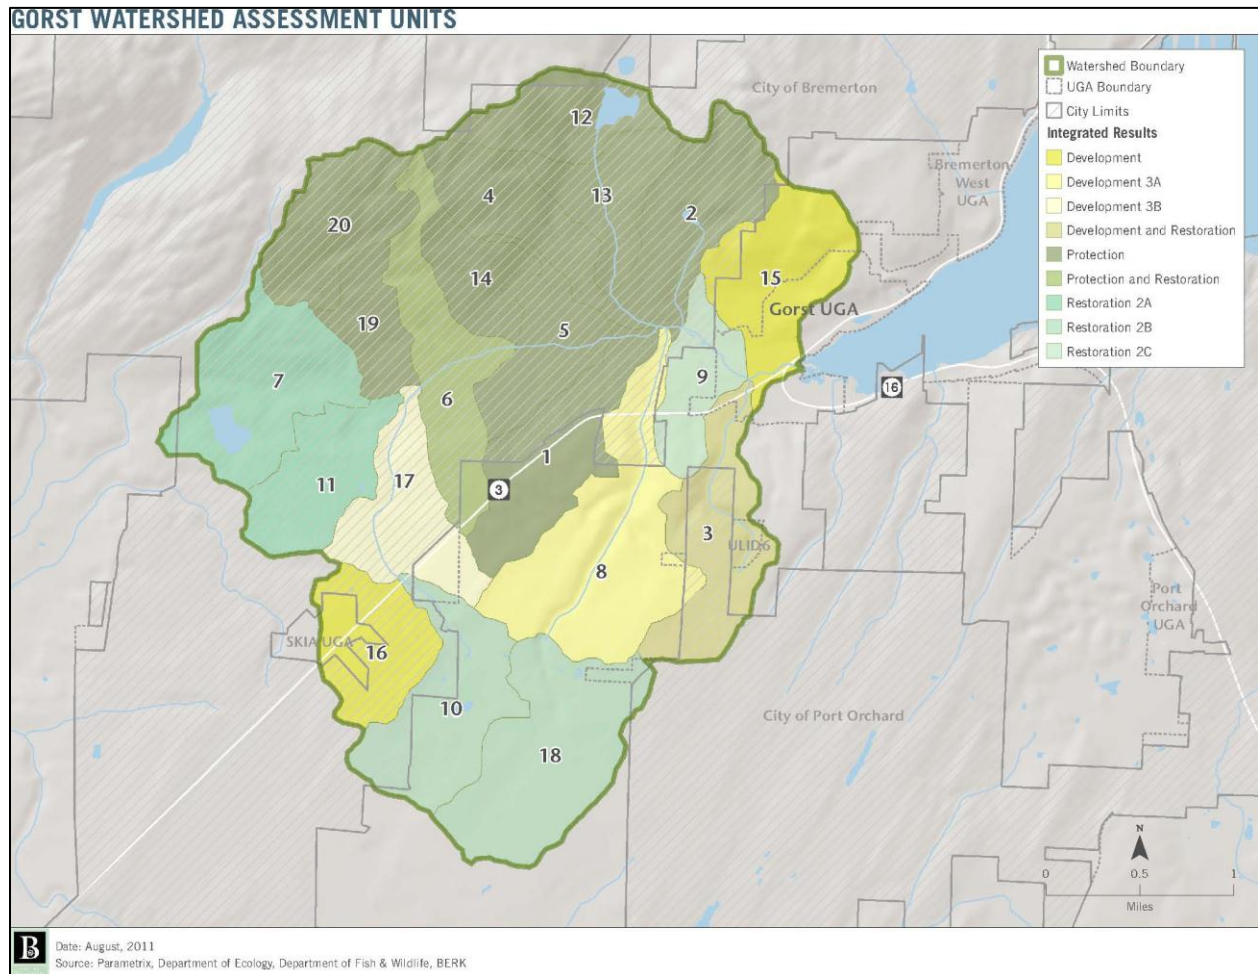 GORST WATERSHED ASSESSMENT UNITS
City of Bremerton
Watershed Boundary
UGA Boundary
City Limits
Integrated Results
Development
Development 3A
Development 3B
Development and Restoration
Protection
Protection and Restoration
Restoration 2A
Restoration 2B
Restoration 2C
Bremerton
West
UGA
12
4
13
2
20
14
15
Gorst UGA
19
5
7
6
9
16
1
17
11
3
8
3
ULID6
Port
Orchard
UGA
SKIA UGA
16
10
City of Port Orchard
18
N
0
0.5
1
Miles
B
Date: August, 2011
Source: Parametrix, Department of Ecology, Department of Fish & Wildlife, BERK